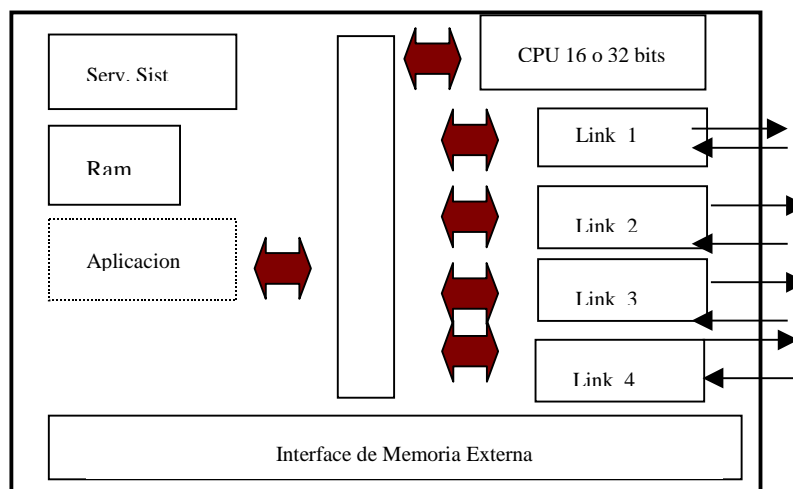 CPU 16 o 32 bits
Serv. Sist.
Link 1
Ram
Link 2
Aplicacion
Link 3
Link 4
Interface de Memoria Externa